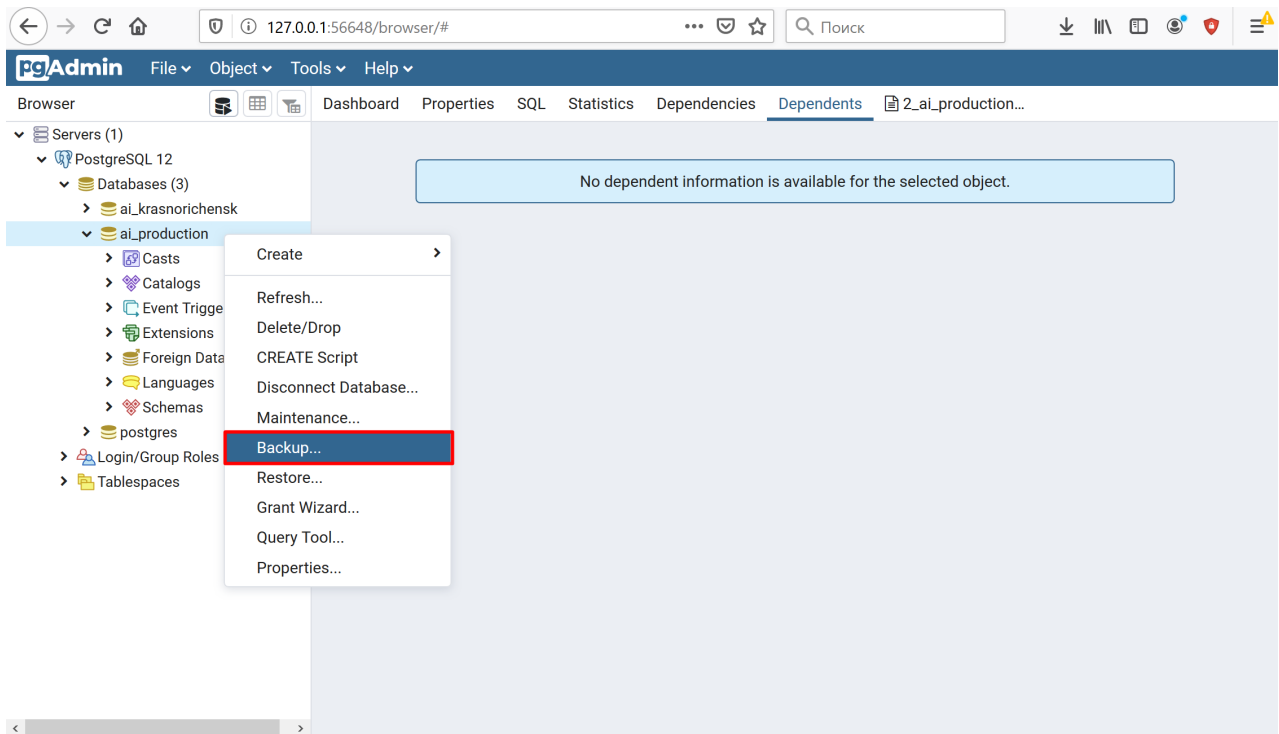 127.0.0.1:56648/browser/#
Поиск
pgAdmin File Object Tools Help
Browser Dashboard Properties SQL Statistics Dependencies Dependents 2_ai_production...
Servers (1)
PostgreSQL 12
Databases (3)
ai_krasnorichensk
ai_production
Casts
Catalogs
Event Trigge
Extensions
Foreign Data
Languages
Schemas
postgres
Login/Group Roles
Tablespaces
No dependent information is available for the selected object.
Create
Refresh...
Delete/Drop
CREATE Script
Disconnect Database...
Maintenance...
Backup...
Restore...
Grant Wizard...
Query Tool...
Properties...